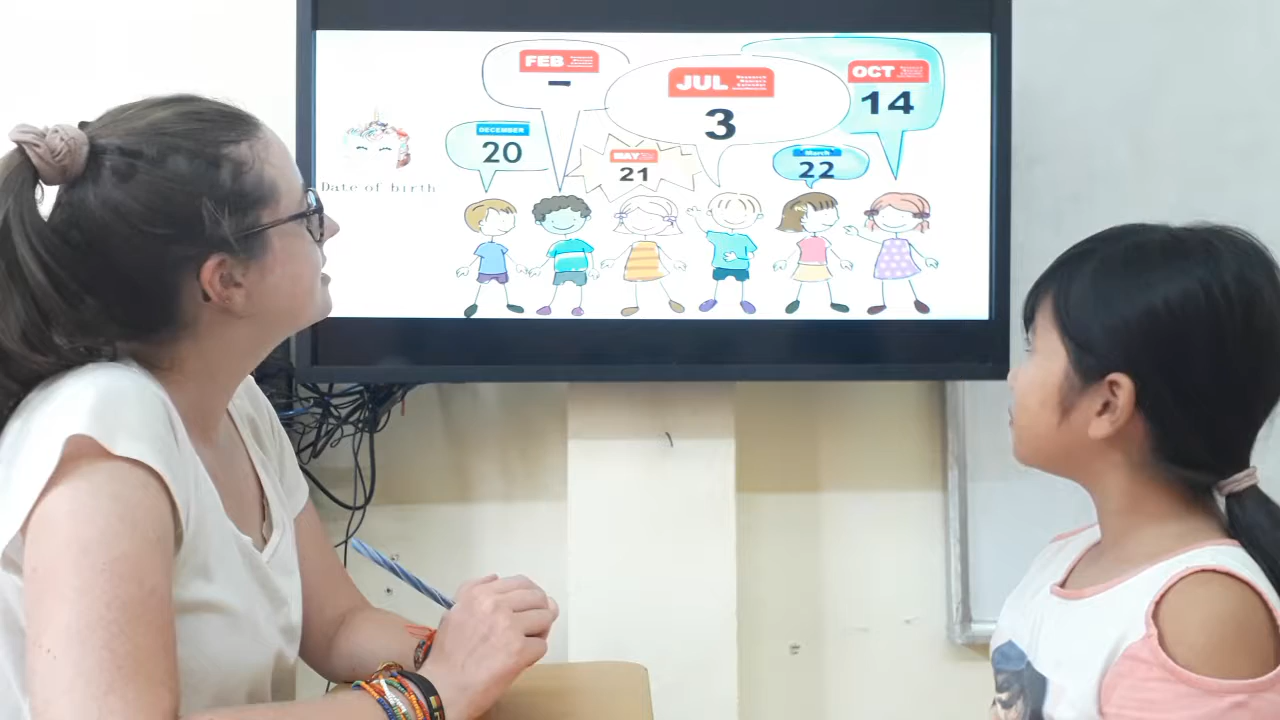 FEB
-
JUL
3
OCT
14
DECEMBER
20
MAY
21
March
22
Date of birth